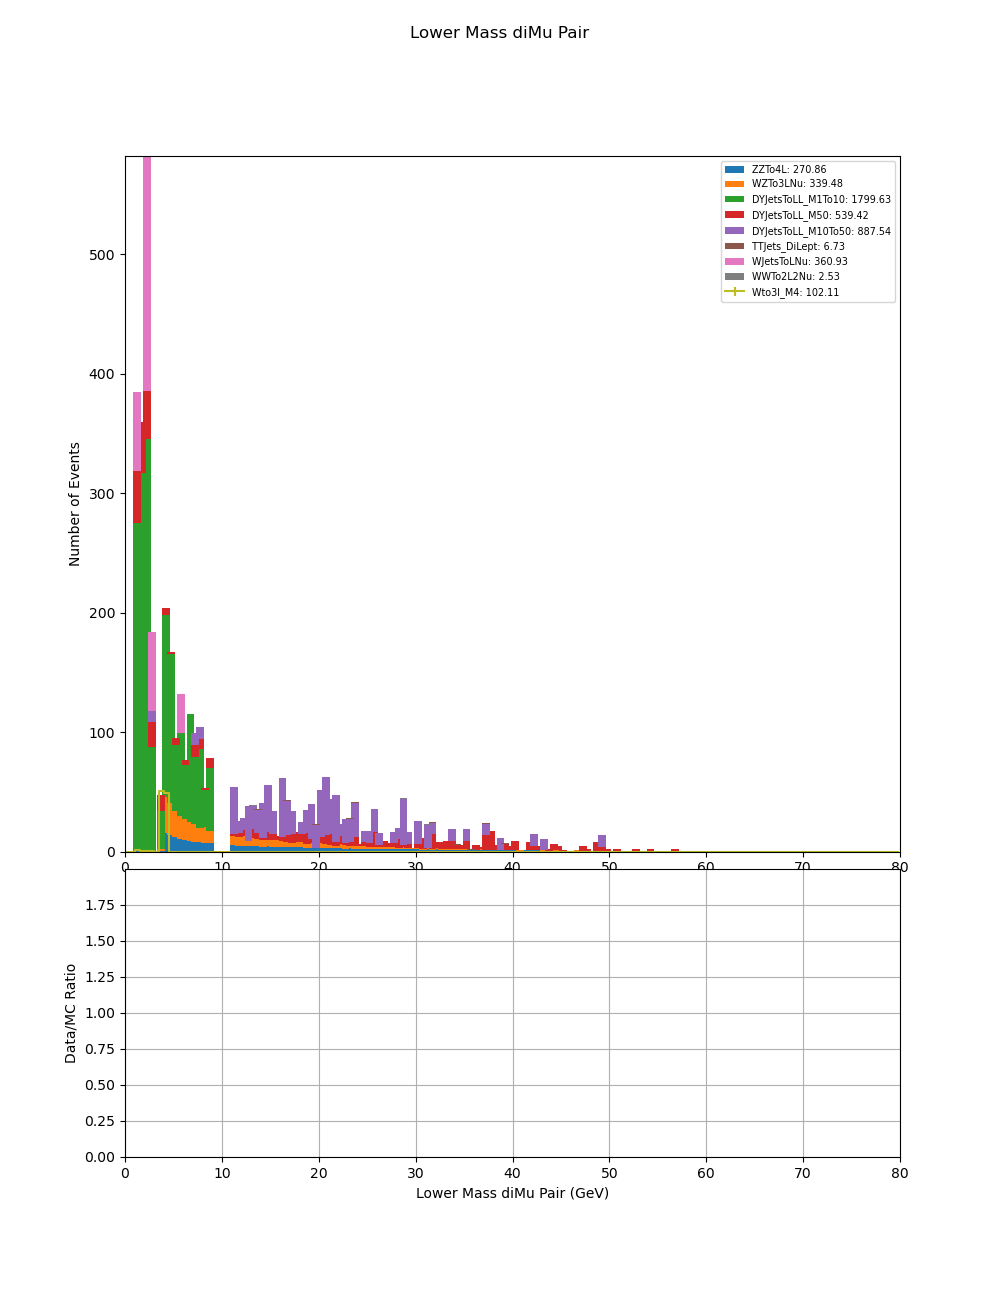 Lower Mass diMu Pair
ZZTo4L: 270.86
WZTo3LNu: 339.48
DYJetsToLL_M1To10: 1799.63
DYJetsToLL_M50: 539.42
DYJetsToLL_M10To50: 887.54
TTJets_DiLept: 6.73
WJetsToLNu: 360.93
WWTo2L2Nu: 2.53
Wto3l_M4: 102.11
Number of Events
500
400
300
200
100
0
0 10 20 30 40 50 60 70 80
Data/MC Ratio
1.75
1.50
1.25
1.00
0.75
0.50
0.25
0.00
0 10 20 30 40 50 60 70 80
Lower Mass diMu Pair (GeV)